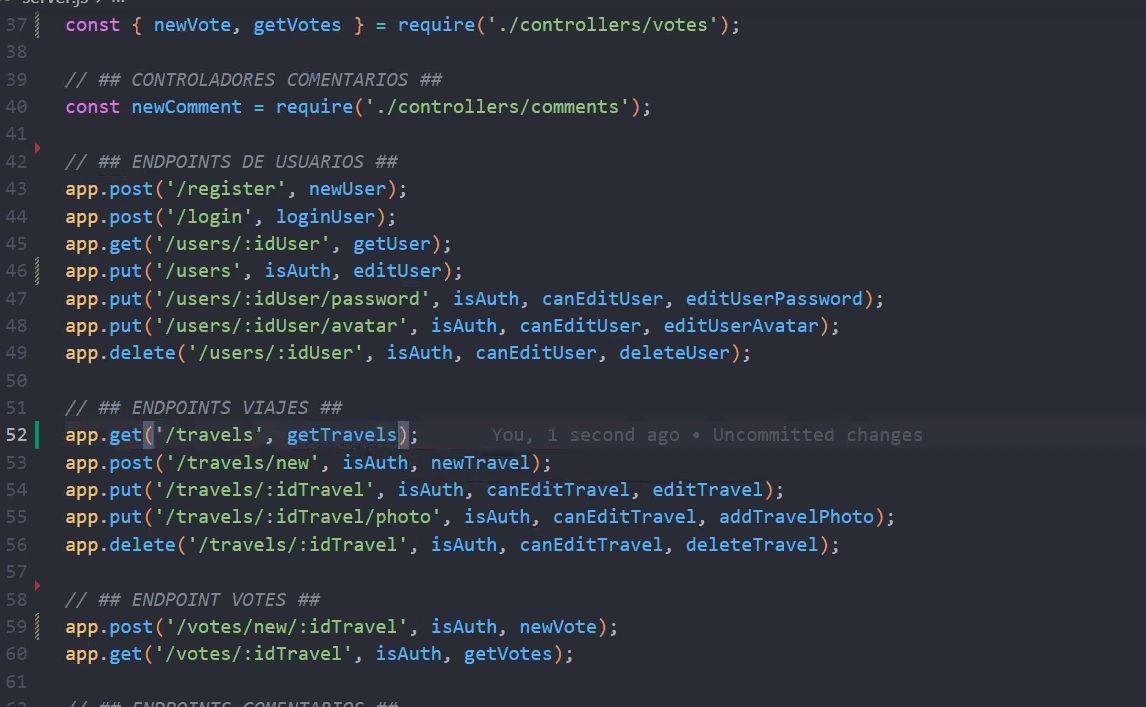 server.js > ...
37 const { newVote, getVotes } = require('./controllers/votes');
38
39 // ## CONTROLADORES COMENTARIOS ##
40 const newComment = require('./controllers/comments');
41
42 // ## ENDPOINTS DE USUARIOS ##
43 app.post('/register', newUser);
44 app.post('/login', loginUser);
45 app.get('/users/:idUser', getUser);
46 app.put('/users', isAuth, editUser);
47 app.put('/users/:idUser/password', isAuth, canEditUser, editUserPassword);
48 app.put('/users/:idUser/avatar', isAuth, canEditUser, editUserAvatar);
49 app.delete('/users/:idUser', isAuth, canEditUser, deleteUser);
50
51 // ## ENDPOINTS VIAJES ##
52 app.get('/travels', getTravels); You, 1 second ago • Uncommitted changes
53 app.post('/travels/new', isAuth, newTravel);
54 app.put('/travels/:idTravel', isAuth, canEditTravel, editTravel);
55 app.put('/travels/:idTravel/photo', isAuth, canEditTravel, addTravelPhoto);
56 app.delete('/travels/:idTravel', isAuth, canEditTravel, deleteTravel);
57
58 // ## ENDPOINT VOTES ##
59 app.post('/votes/new/:idTravel', isAuth, newVote);
60 app.get('/votes/:idTravel', isAuth, getVotes);
61
62 // ## ENDPOINTS COMENTARIOS ##